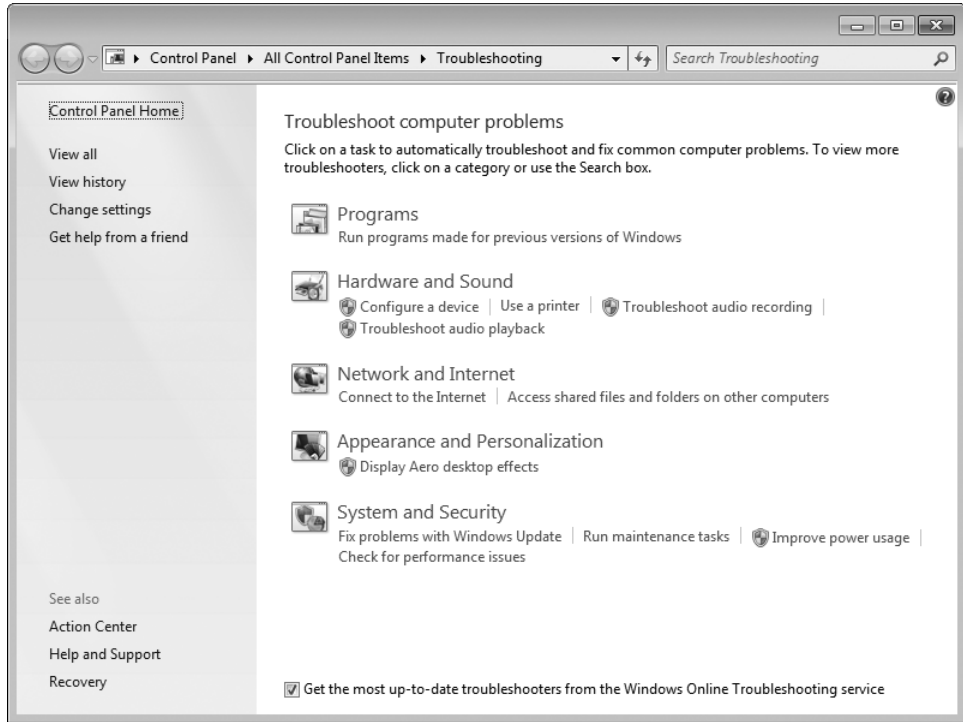 Control Panel ▸ All Control Panel Items ▸ Troubleshooting
Search Troubleshooting
Control Panel Home
View all
View history
Change settings
Get help from a friend
See also
Action Center
Help and Support
Recovery
Troubleshoot computer problems
Click on a task to automatically troubleshoot and fix common computer problems. To view more
troubleshooters, click on a category or use the Search box.
Programs
Run programs made for previous versions of Windows
Hardware and Sound
Configure a device | Use a printer | Troubleshoot audio recording |
Troubleshoot audio playback
Network and Internet
Connect to the Internet | Access shared files and folders on other computers
Appearance and Personalization
Display Aero desktop effects
System and Security
Fix problems with Windows Update | Run maintenance tasks | Improve power usage |
Check for performance issues
Get the most up-to-date troubleshooters from the Windows Online Troubleshooting service